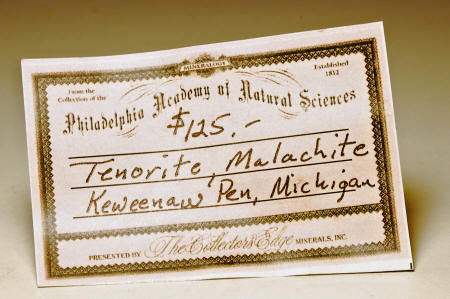 MINERALOGY
From the
Collection of the
Established
1812
Philadelphia Academy of Natural Sciences
$125.-
Tenorite, Malachite
Keweenaw Pen, Michigan
PRESENTED BY The Collector's Edge MINERALS, INC.